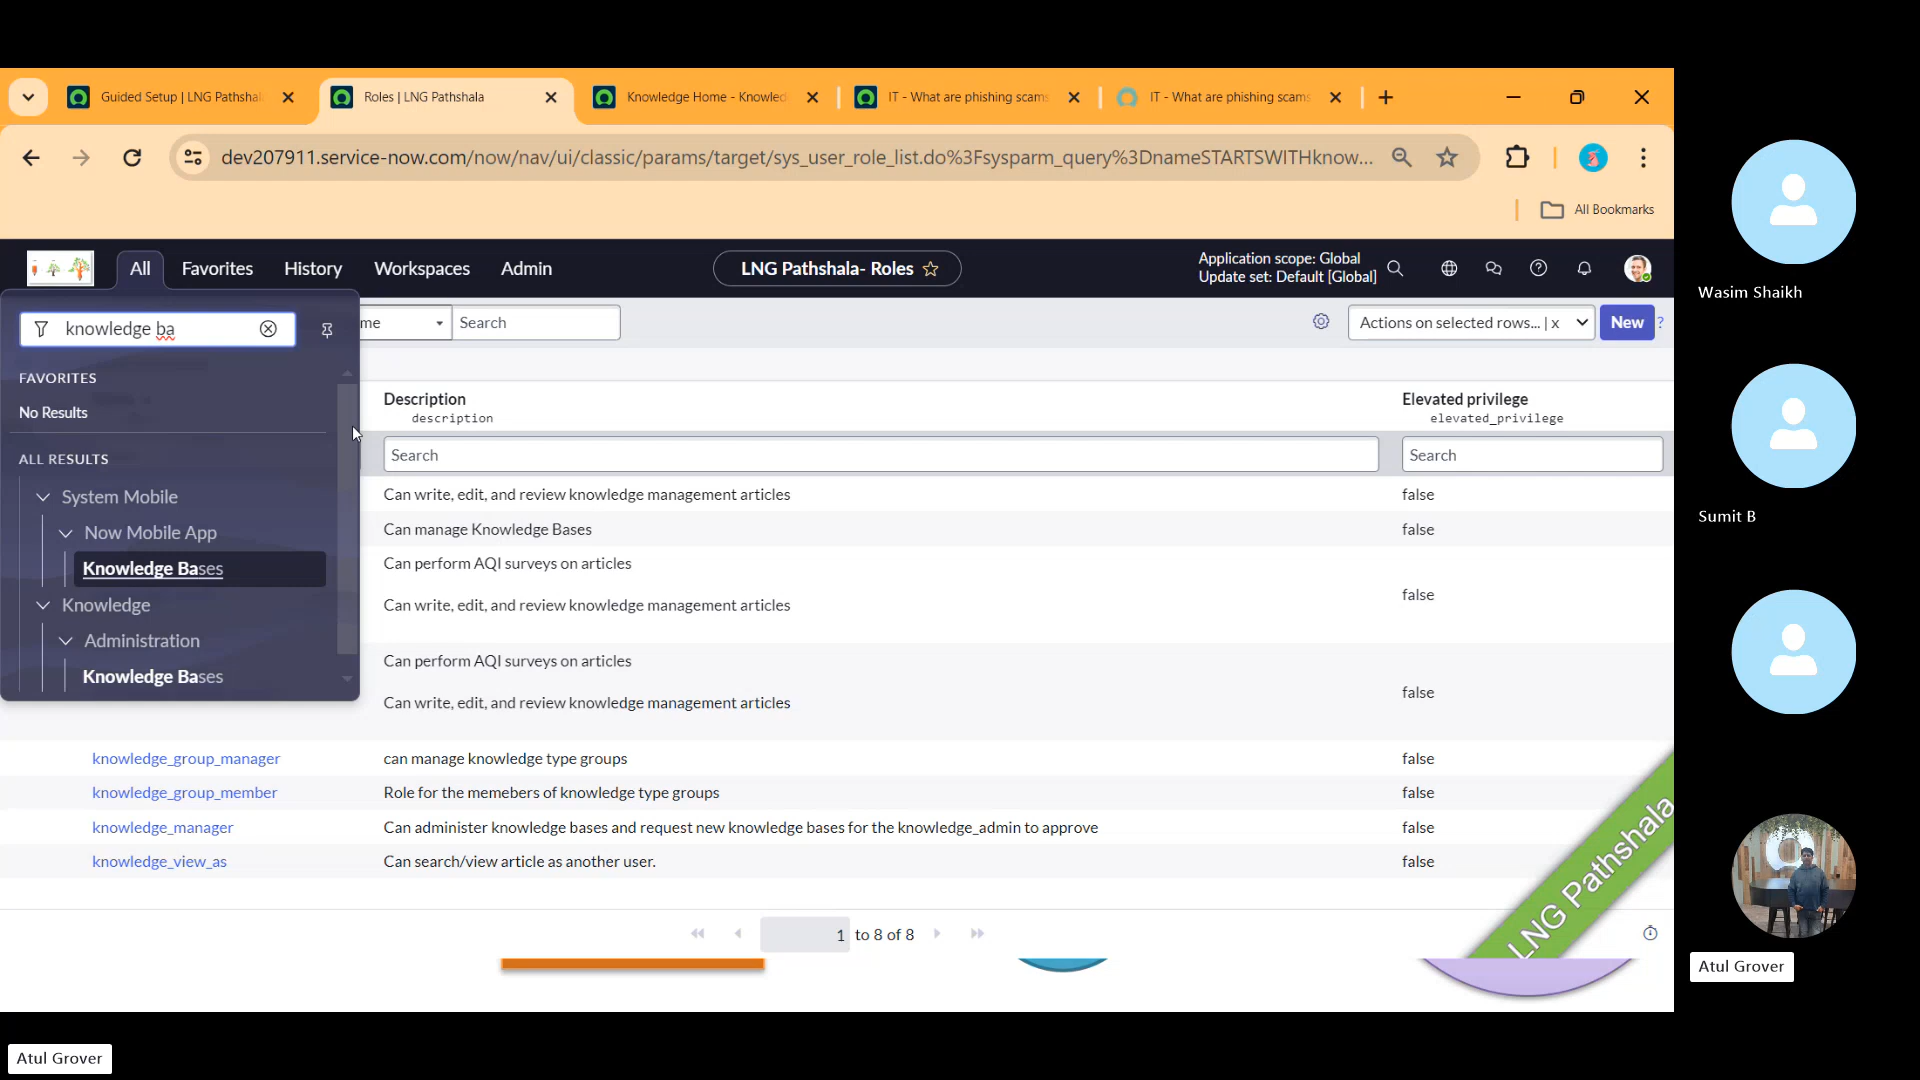 Guided Setup | LNG Pathshal
Roles | LNG Pathshala
Knowledge Home - Knowled
IT - What are phishing scams
IT - What are phishing scams
dev207911.service-now.com/now/nav/ui/classic/params/target/sys_user_role_list.do%3Fsysparm_query%3DnameSTARTSWITHknow...
All Bookmarks
All
Favorites
History
Workspaces
Admin
LNG Pathshala- Roles
Application scope: Global
Update set: Default [Global]
knowledge ba
me
Search
Actions on selected rows... | x
New
?
FAVORITES
No Results
ALL RESULTS
System Mobile
Now Mobile App
Knowledge Bases
Knowledge
Administration
Knowledge Bases
Description
description
Elevated privilege
elevated_privilege
Search
Search
Can write, edit, and review knowledge management articles
false
Can manage Knowledge Bases
false
Can perform AQI surveys on articles
Can write, edit, and review knowledge management articles
false
Can perform AQI surveys on articles
Can write, edit, and review knowledge management articles
false
knowledge_group_manager
can manage knowledge type groups
false
knowledge_group_member
Role for the memebers of knowledge type groups
false
knowledge_manager
Can administer knowledge bases and request new knowledge bases for the knowledge_admin to approve
false
knowledge_view_as
Can search/view article as another user.
false
1 to 8 of 8
LNG Pathshala
Wasim Shaikh
Sumit B
Atul Grover
Atul Grover